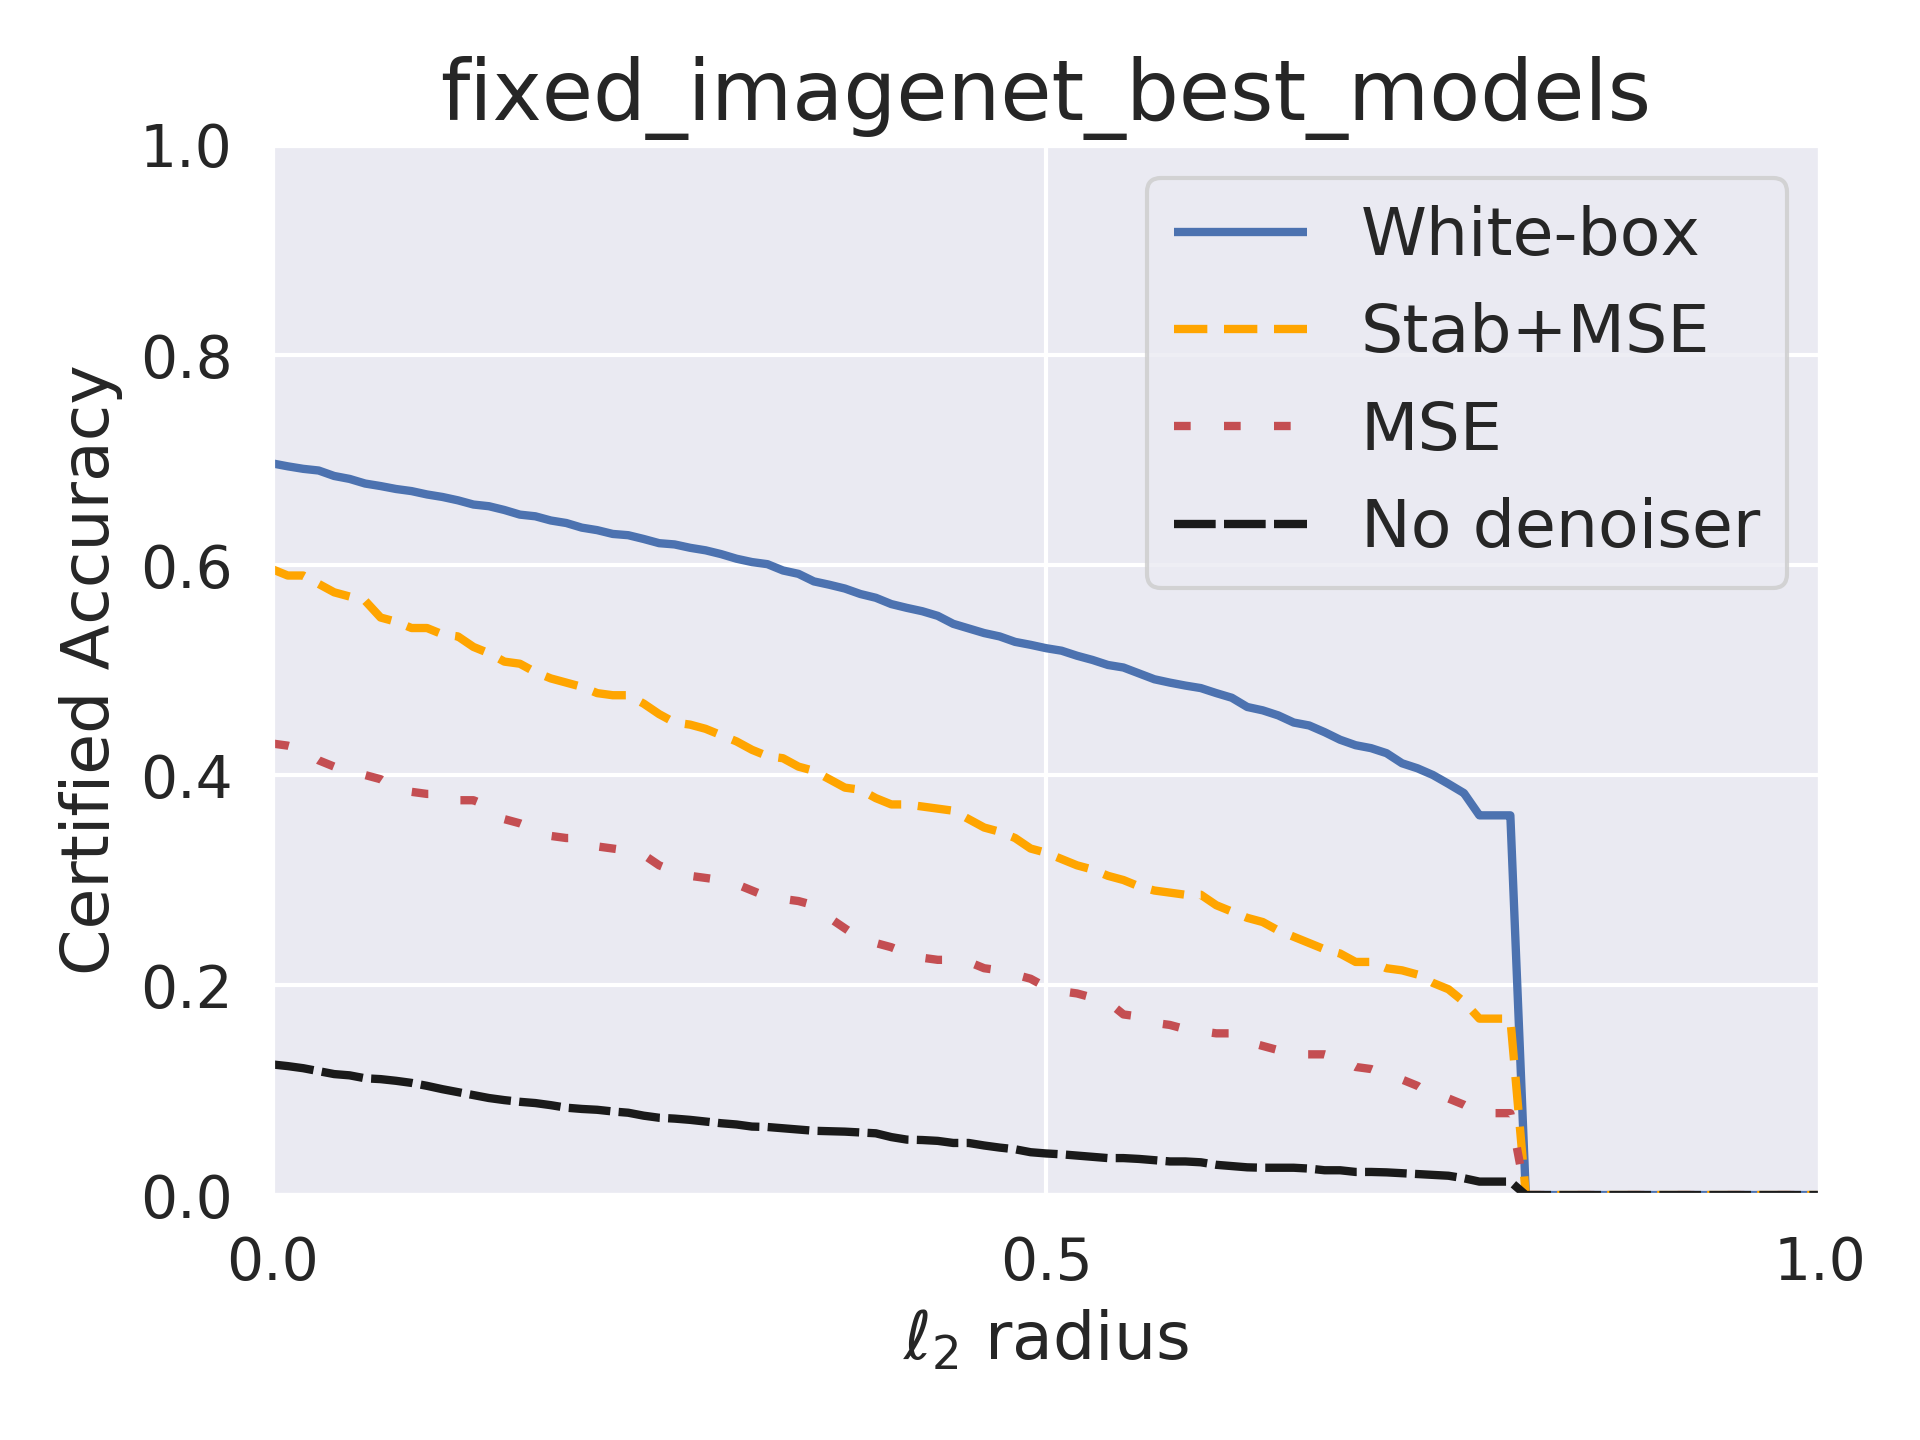 fixed_imagenet_best_models
1.0
0.8
0.6
0.4
0.2
0.0
Certified Accuracy
White-box
Stab+MSE
MSE
No denoiser
0.0 0.5 1.0
ℓ₂ radius